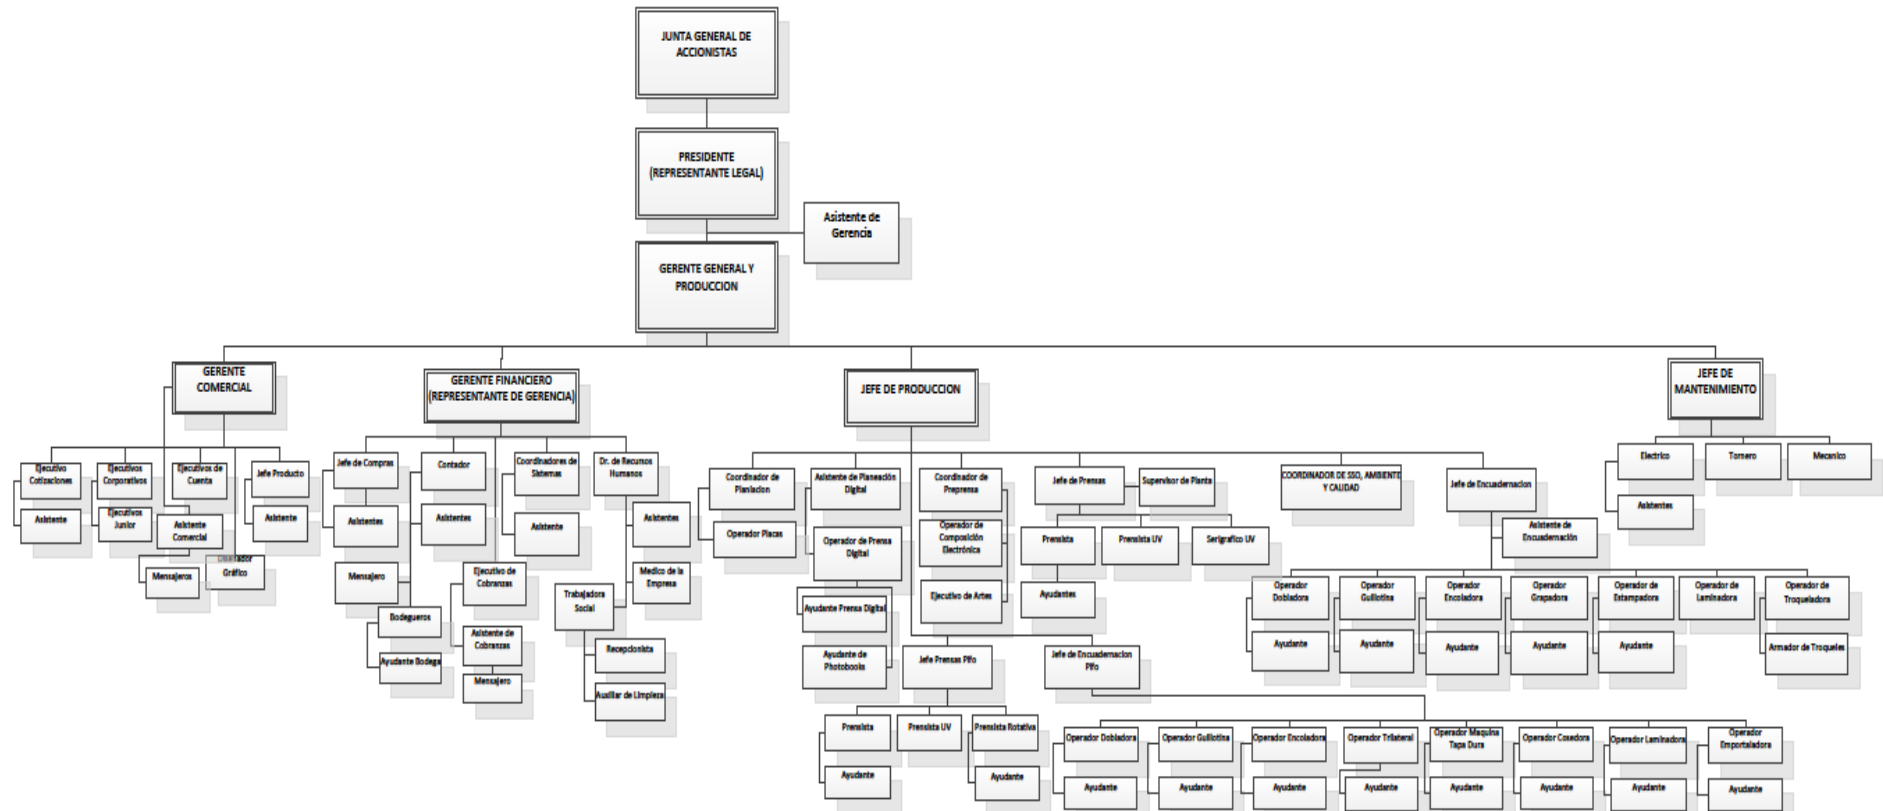 JUNTA GENERAL DE
ACCIONISTAS
PRESIDENTE
(REPRESENTANTE LEGAL)
Asistente de
Gerencia
GERENTE GENERAL Y
PRODUCCION
GERENTE
COMERCIAL
GERENTE FINANCIERO
(REPRESENTANTE DE GERENCIA)
JEFE DE PRODUCCION
JEFE DE
MANTENIMIENTO
Ejecutivo
Cotizaciones
Ejecutivos
Corporativos
Ejecutivos de
Cuenta
Jefe Producto
Asistente
Ejecutivos
Junior
Asistente
Comercial
Asistente
Mensajeros
Diseñador
Gráfico
Jefe de Compras
Contador
Coordinadores de
Sistemas
Dr. de Recursos
Humanos
Asistentes
Asistentes
Asistente
Asistentes
Mensajero
Ejecutivo de
Cobranzas
Medico de la
Empresa
Trabajadora
Social
Bodegueros
Asistente de
Cobranzas
Recepcionista
Ayudante Bodega
Mensajero
Auxiliar de Limpieza
Coordinador de
Planiacion
Asistente de Planeación
Digital
Coordinador de
Preprensa
Jefe de Prensas
Supervisor de Planta
COORDINADOR DE SSO, AMBIENTE
Y CALIDAD
Jefe de Encuadernacion
Operador Placas
Operador de Prensa
Digital
Operador de
Composición
Electrónica
Prensista
Prensista UV
Serigrafico UV
Asistente de
Encuadernación
Ayudante Prensa Digital
Ejecutivo de Artes
Ayudantes
Ayudante de
Photobooks
Jefe Prensas Pifo
Jefe de Encuadernacion
Pifo
Operador
Dobladora
Operador
Guillotina
Operador
Encoladora
Operador
Grapadora
Operador de
Estampadora
Operador de
Laminadora
Operador de
Troqueladora
Ayudante
Ayudante
Ayudante
Ayudante
Ayudante
Armador de Troqueles
Electrico
Tornero
Mecanico
Asistentes
Prensista
Prensista UV
Prensista Rotativa
Ayudante
Ayudante
Operador Dobladora
Operador Guillotina
Operador Encoladora
Operador Trilateral
Operador Maquina
Tapa Dura
Operador Cosedora
Operador Laminadora
Operador
Emportaladora
Ayudante
Ayudante
Ayudante
Ayudante
Ayudante
Ayudante
Ayudante
Ayudante